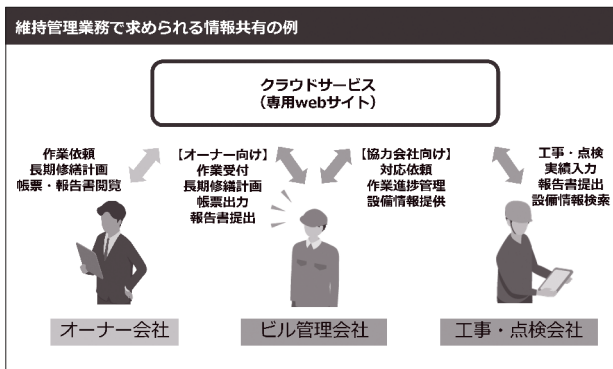 維持管理業務で求められる情報共有の例
クラウドサービス
（専用webサイト）
作業依頼
長期修繕計画
帳票・報告書閲覧
【オーナー向け】
作業受付
長期修繕計画
帳票出力
報告書提出
【協力会社向け】
対応依頼
作業進捗管理
設備情報提供
工事・点検
実績入力
報告書提出
設備情報検索
オーナー会社
ビル管理会社
工事・点検会社